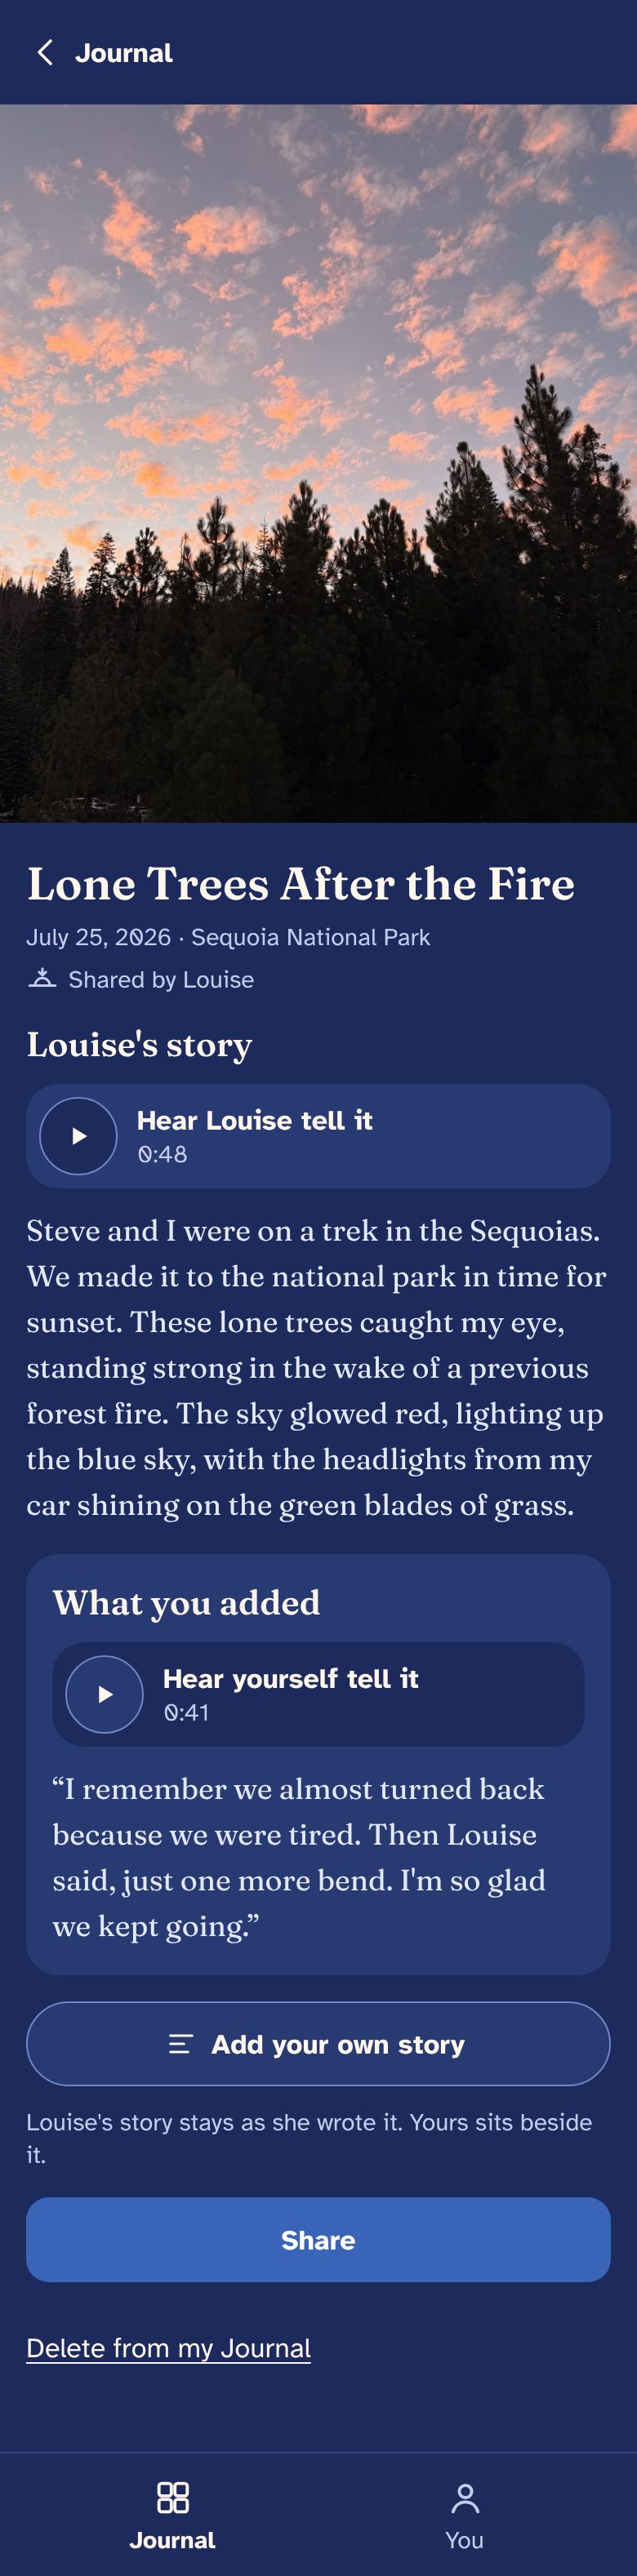 Journal
Lone Trees After the Fire
July 25, 2026 · Sequoia National Park
Shared by Louise
Louise's story
Hear Louise tell it
0:48
Steve and I were on a trek in the Sequoias.
We made it to the national park in time for
sunset. These lone trees caught my eye,
standing strong in the wake of a previous
forest fire. The sky glowed red, lighting up
the blue sky, with the headlights from my
car shining on the green blades of grass.
What you added
Hear yourself tell it
0:41
“I remember we almost turned back
because we were tired. Then Louise
said, just one more bend. I'm so glad
we kept going.”
Add your own story
Louise's story stays as she wrote it. Yours sits beside
it.
Share
Delete from my Journal
Journal
You